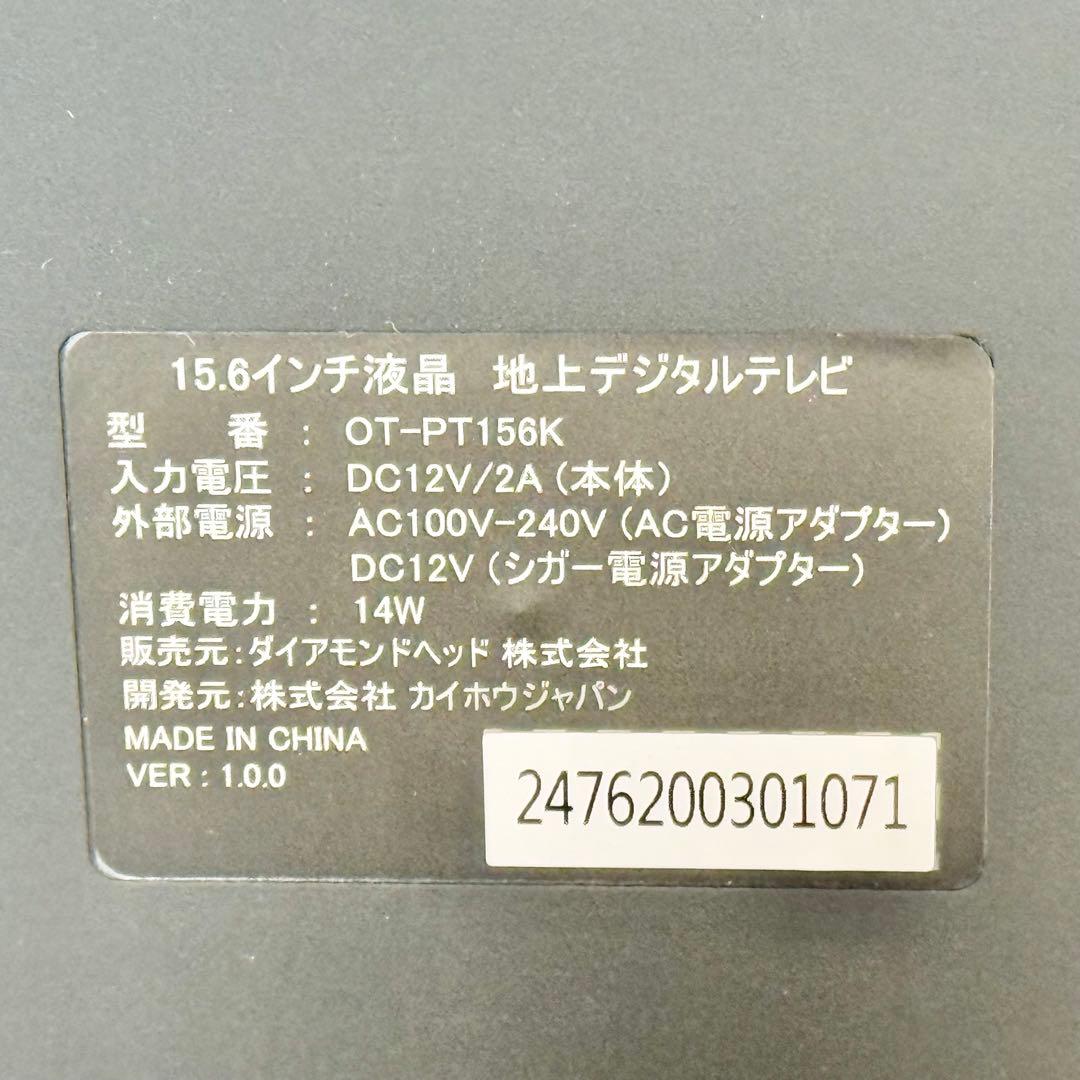 15.6インチ液晶 地上デジタルテレビ
型 番 : OT-PT156K
入力電圧 : DC12V/2A (本体)
外部電源 : AC100V-240V (AC電源アダプター)
DC12V (シガー電源アダプター)
消費電力 : 14W
販売元:ダイアモンドヘッド 株式会社
開発元:株式会社 カイホウジャパン
MADE IN CHINA
VER : 1.0.0
2476200301071